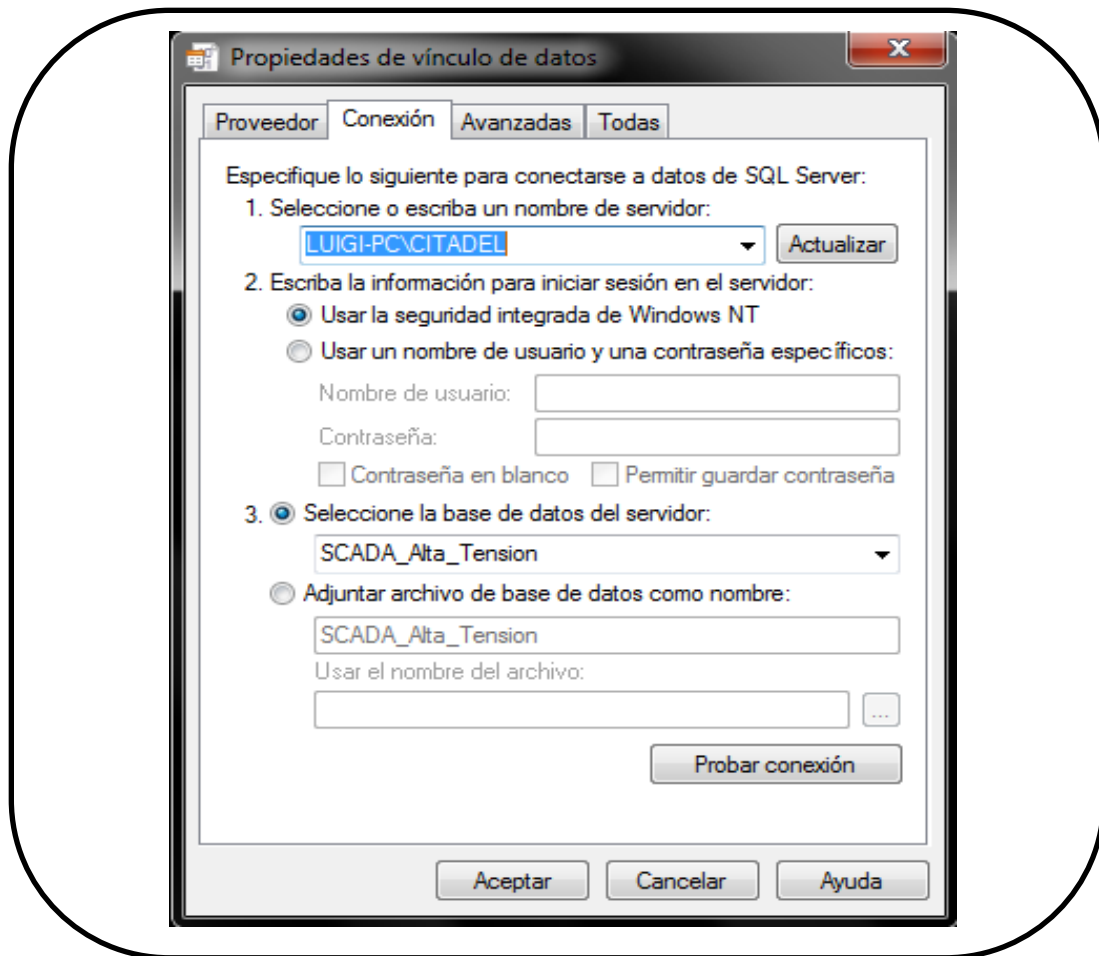 Propiedades de vínculo de datos
Proveedor Conexión Avanzadas Todas
Especifique lo siguiente para conectarse a datos de SQL Server:
1. Seleccione o escriba un nombre de servidor:
LUIGI-PC\CITADEL Actualizar
2. Escriba la información para iniciar sesión en el servidor:
Usar la seguridad integrada de Windows NT
Usar un nombre de usuario y una contraseña específicos:
Nombre de usuario:
Contraseña:
Contraseña en blanco Permitir guardar contraseña
3. Seleccione la base de datos del servidor:
SCADA_Alta_Tension
Adjuntar archivo de base de datos como nombre:
SCADA_Alta_Tension
Usar el nombre del archivo:
...
Probar conexión
Aceptar Cancelar Ayuda